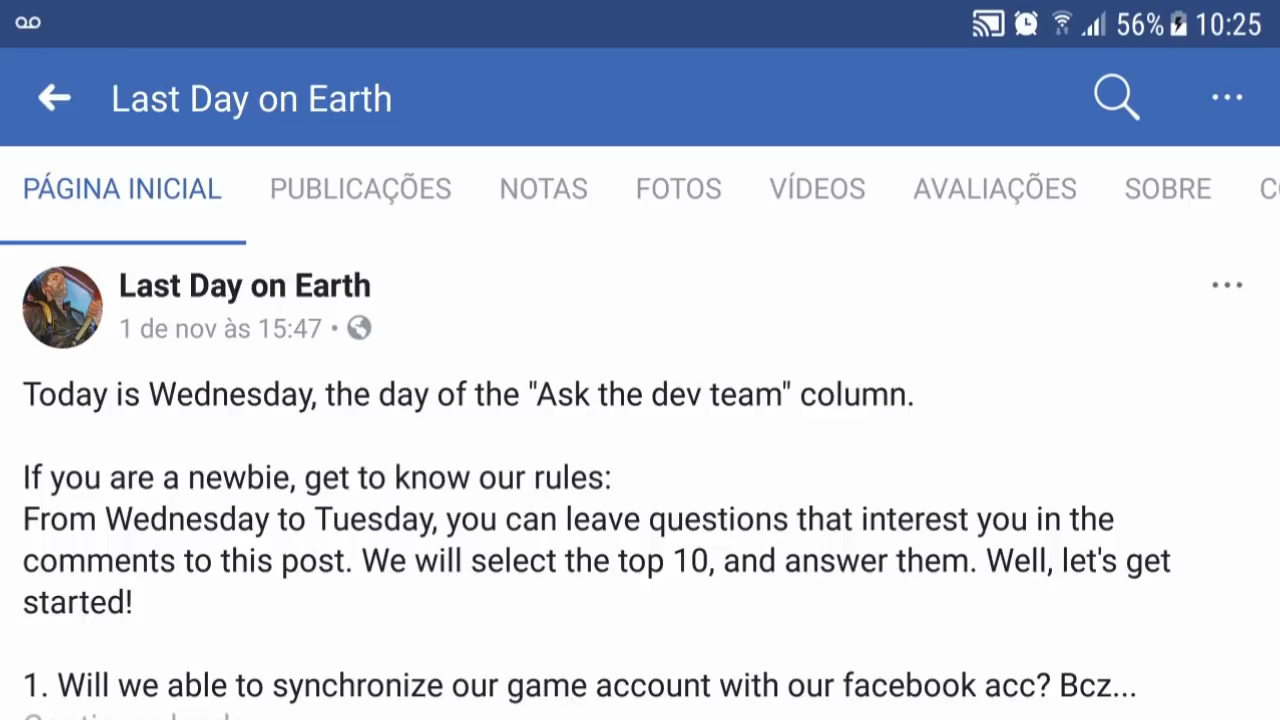 56% 10:25
Last Day on Earth
PÁGINA INICIAL PUBLICAÇÕES NOTAS FOTOS VÍDEOS AVALIAÇÕES SOBRE
Last Day on Earth
1 de nov às 15:47 •
Today is Wednesday, the day of the "Ask the dev team" column.
If you are a newbie, get to know our rules:
From Wednesday to Tuesday, you can leave questions that interest you in the
comments to this post. We will select the top 10, and answer them. Well, let's get
started!
1. Will we able to synchronize our game account with our facebook acc? Bcz...